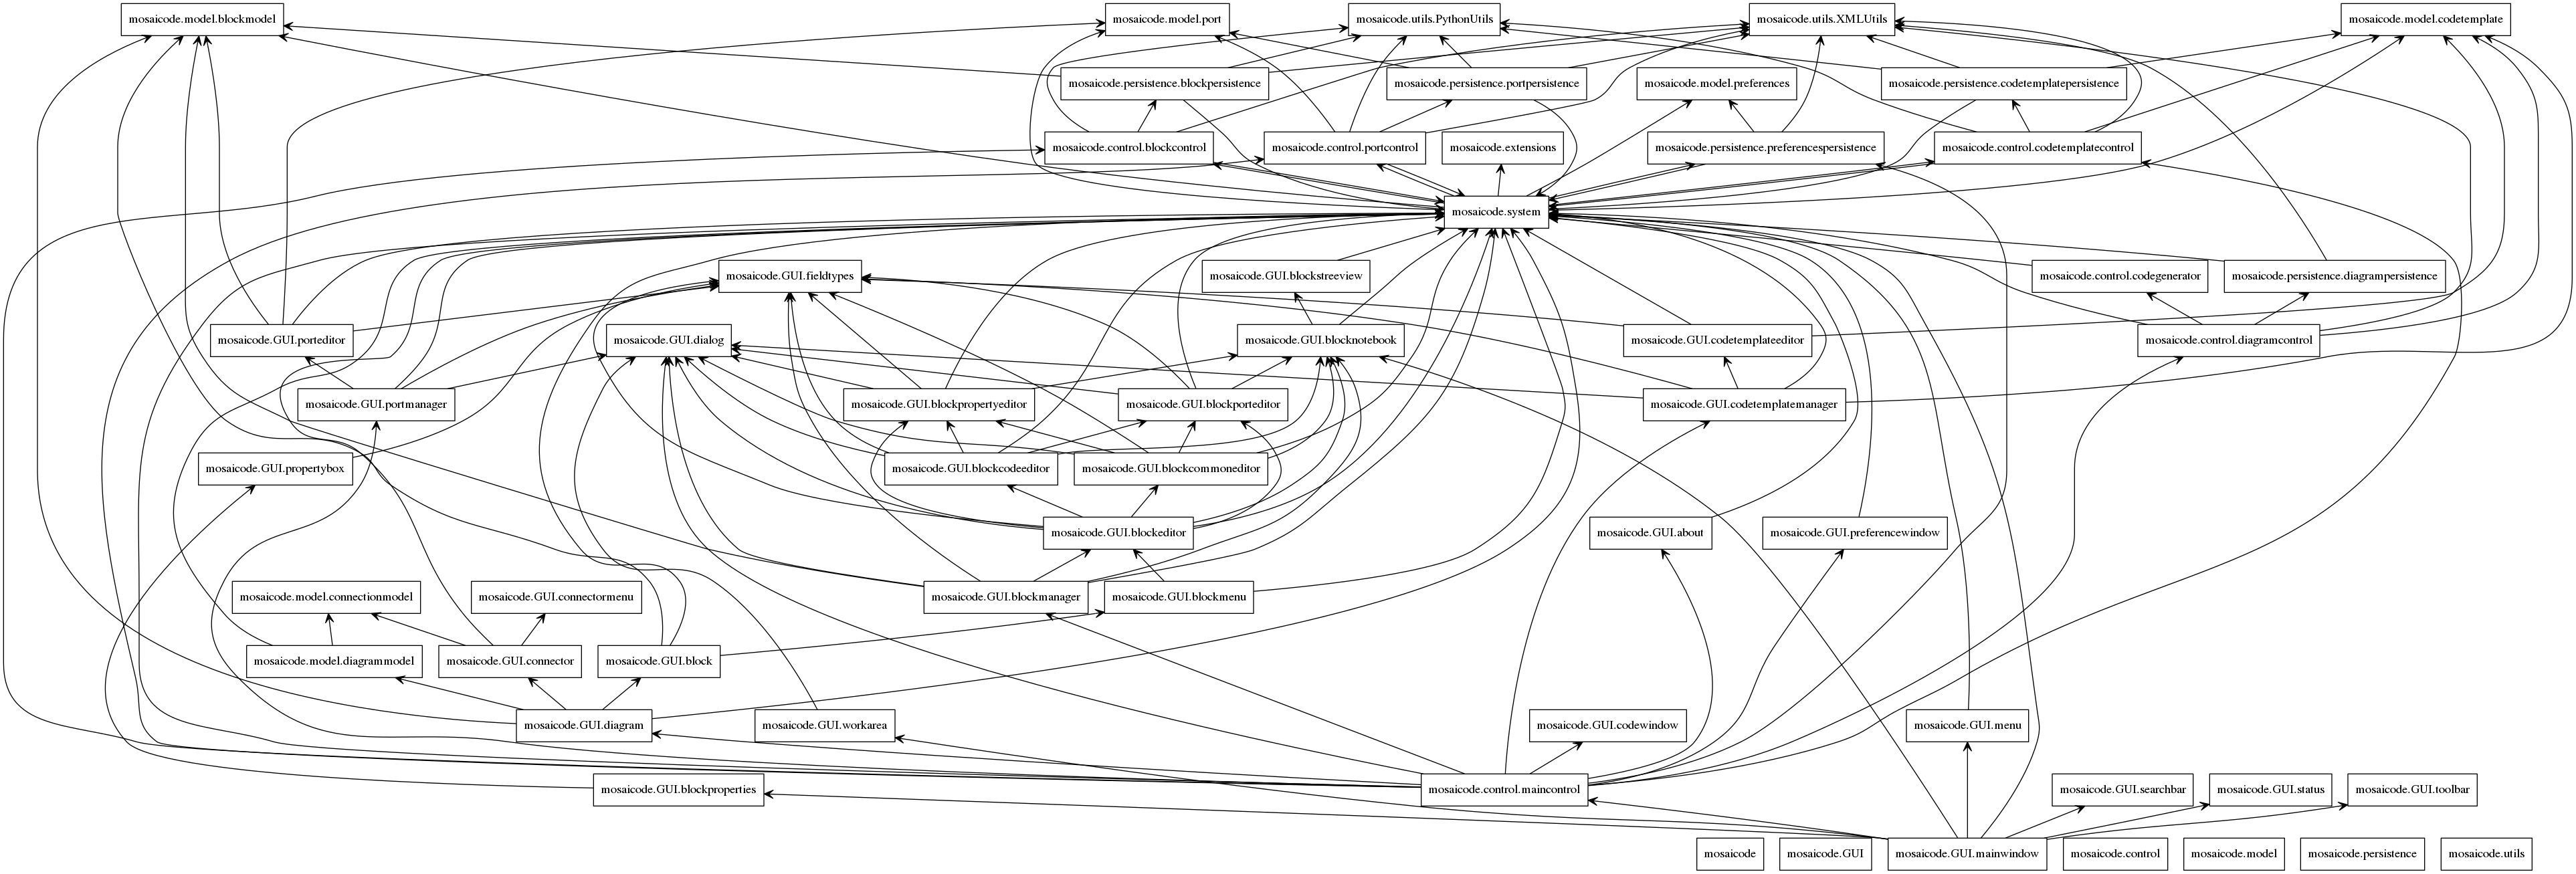 mosaicode.model.blockmodel
mosaicode.model.port
mosaicode.utils.PythonUtils
mosaicode.utils.XMLUtils
mosaicode.model.codetemplate
mosaicode.persistence.blockpersistence
mosaicode.persistence.portpersistence
mosaicode.model.preferences
mosaicode.persistence.codetemplatepersistence
mosaicode.control.blockcontrol
mosaicode.control.portcontrol
mosaicode.extensions
mosaicode.persistence.preferencespersistence
mosaicode.control.codetemplatecontrol
mosaicode.system
mosaicode.GUI.fieldtypes
mosaicode.GUI.blockstreeview
mosaicode.control.codegenerator
mosaicode.persistence.diagrampersistence
mosaicode.GUI.porteditor
mosaicode.GUI.dialog
mosaicode.GUI.blocknotebook
mosaicode.GUI.codetemplateeditor
mosaicode.control.diagramcontrol
mosaicode.GUI.portmanager
mosaicode.GUI.blockpropertyeditor
mosaicode.GUI.blockporteditor
mosaicode.GUI.codetemplatemanager
mosaicode.GUI.propertybox
mosaicode.GUI.blockcodeeditor
mosaicode.GUI.blockcommoneditor
mosaicode.GUI.blockeditor
mosaicode.GUI.about
mosaicode.GUI.preferencewindow
mosaicode.model.connectionmodel
mosaicode.GUI.connectormenu
mosaicode.GUI.blockmanager
mosaicode.GUI.blockmenu
mosaicode.model.diagrammodel
mosaicode.GUI.connector
mosaicode.GUI.block
mosaicode.GUI.diagram
mosaicode.GUI.workarea
mosaicode.GUI.codewindow
mosaicode.GUI.menu
mosaicode.GUI.blockproperties
mosaicode.control.maincontrol
mosaicode.GUI.searchbar
mosaicode.GUI.status
mosaicode.GUI.toolbar
mosaicode
mosaicode.GUI
mosaicode.GUI.mainwindow
mosaicode.control
mosaicode.model
mosaicode.persistence
mosaicode.utils